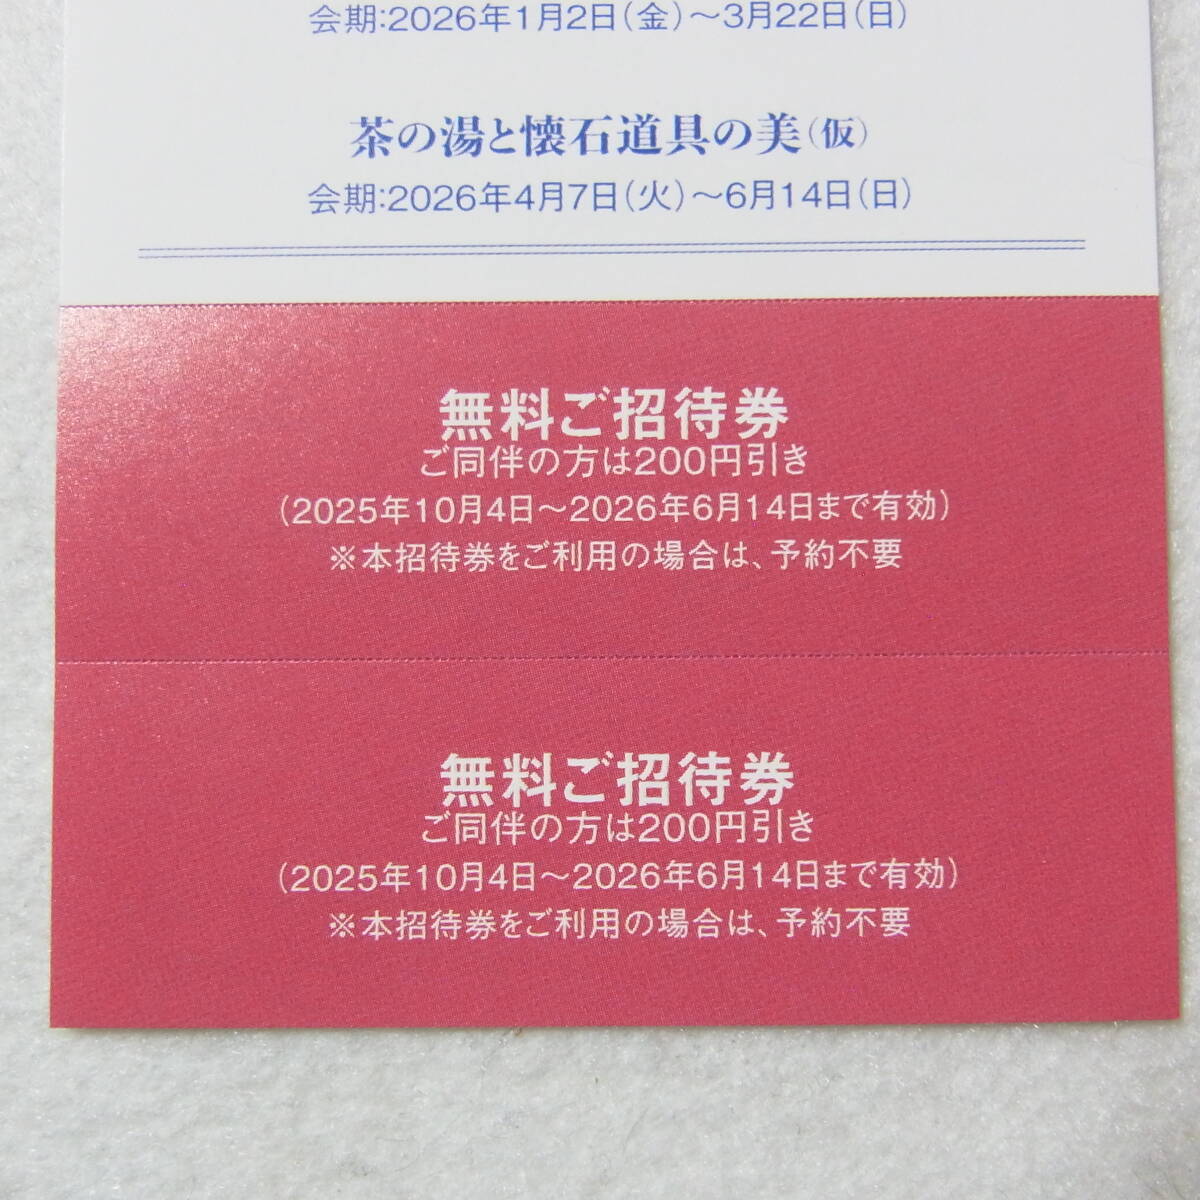 会期:2026年1月2日(金)～3月22日(日)
茶の湯と懐石道具の美(仮)
会期:2026年4月7日(火)～6月14日(日)
無料ご招待券
ご同伴の方は200円引き
(2025年10月4日～2026年6月14日まで有効)
※本招待券をご利用の場合は、予約不要
無料ご招待券
ご同伴の方は200円引き
(2025年10月4日～2026年6月14日まで有効)
※本招待券をご利用の場合は、予約不要